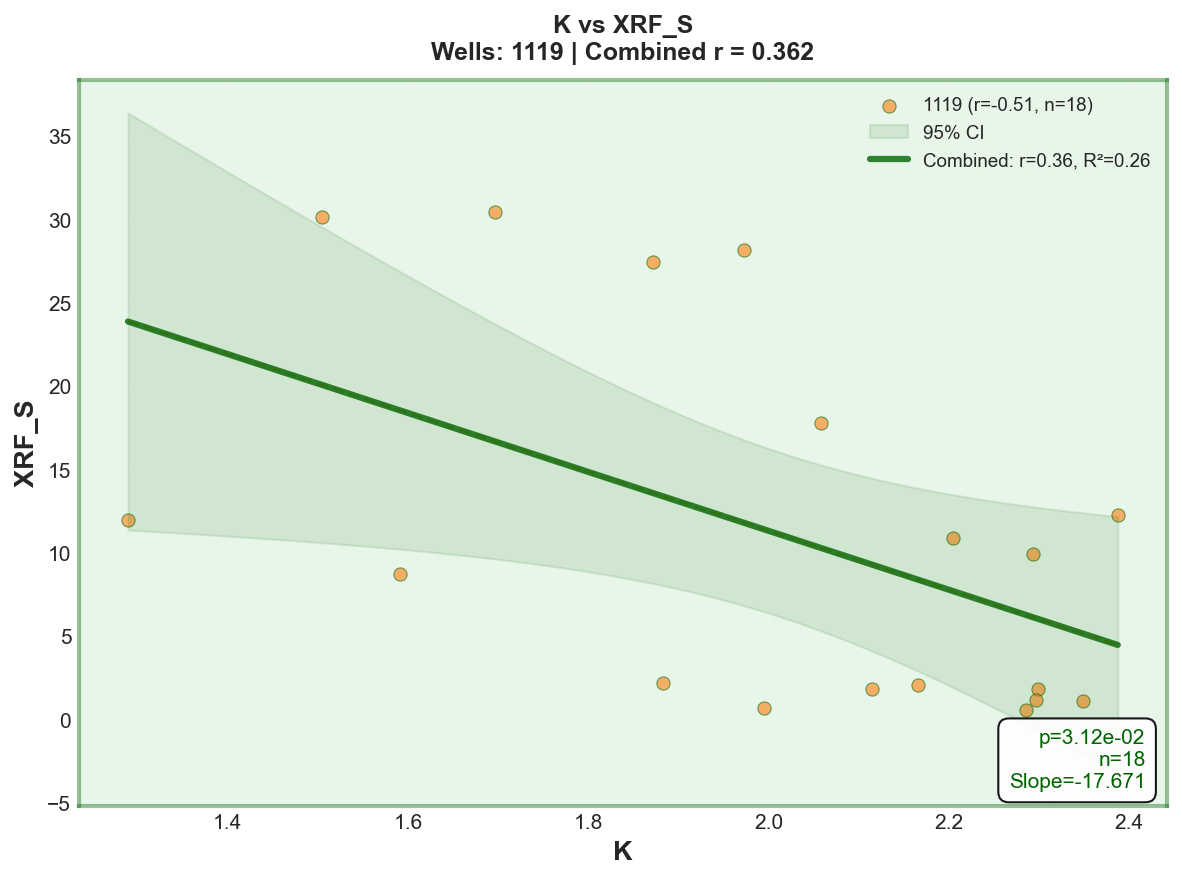 K vs XRF_S
Wells: 1119 | Combined r = 0.362
1119 (r=-0.51, n=18)
95% CI
Combined: r=0.36, R²=0.26
35
30
25
20
15
10
5
0
−5
XRF_S
p=3.12e-02
n=18
Slope=-17.671
1.4 1.6 1.8 2.0 2.2 2.4
K